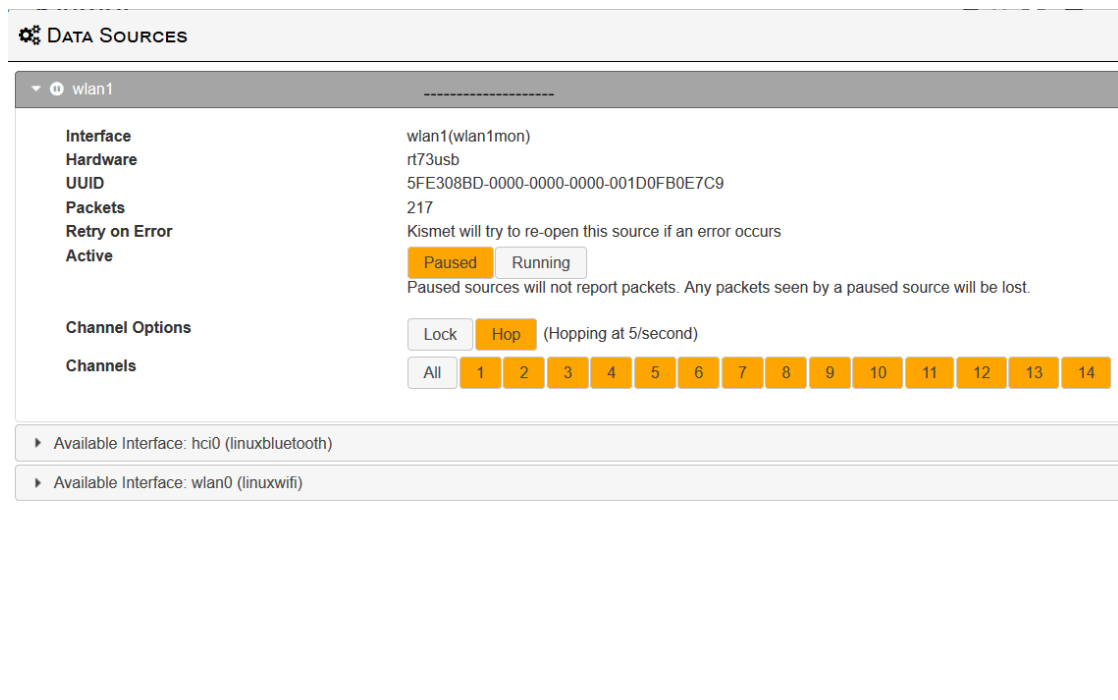 DATA SOURCES
wlan1 --------------------
Interface wlan1(wlan1mon)
Hardware rt73usb
UUID 5FE308BD-0000-0000-0000-001D0FB0E7C9
Packets 217
Retry on Error Kismet will try to re-open this source if an error occurs
Active Paused Running
Paused sources will not report packets. Any packets seen by a paused source will be lost.
Channel Options Lock Hop (Hopping at 5/second)
Channels All 1 2 3 4 5 6 7 8 9 10 11 12 13 14
Available Interface: hci0 (linuxbluetooth)
Available Interface: wlan0 (linuxwifi)